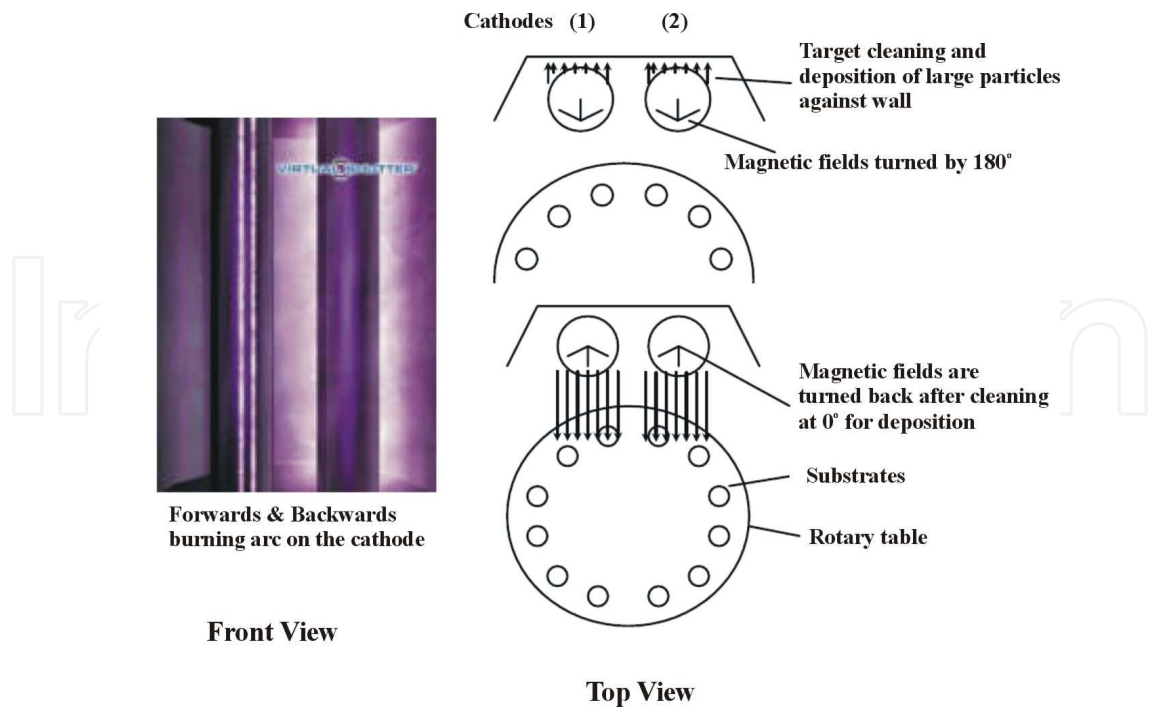 Cathodes (1) (2)
Target cleaning and
deposition of large particles
against wall
Magnetic fields turned by 180°
VIRTUAL SHUTTER
Magnetic fields are
turned back after cleaning
at 0° for deposition
Substrates
Rotary table
Forwards & Backwards
burning arc on the cathode
Front View
Top View